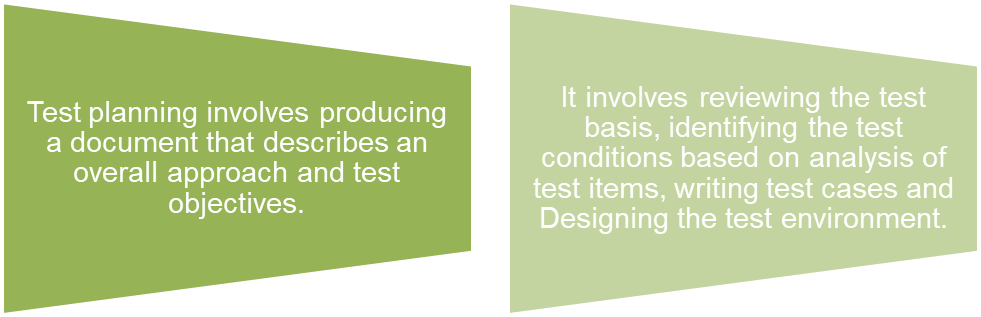 Test planning involves producing
a document that describes an
overall approach and test
objectives.
It involves reviewing the test
basis, identifying the test
conditions based on analysis of
test items, writing test cases and
Designing the test environment.